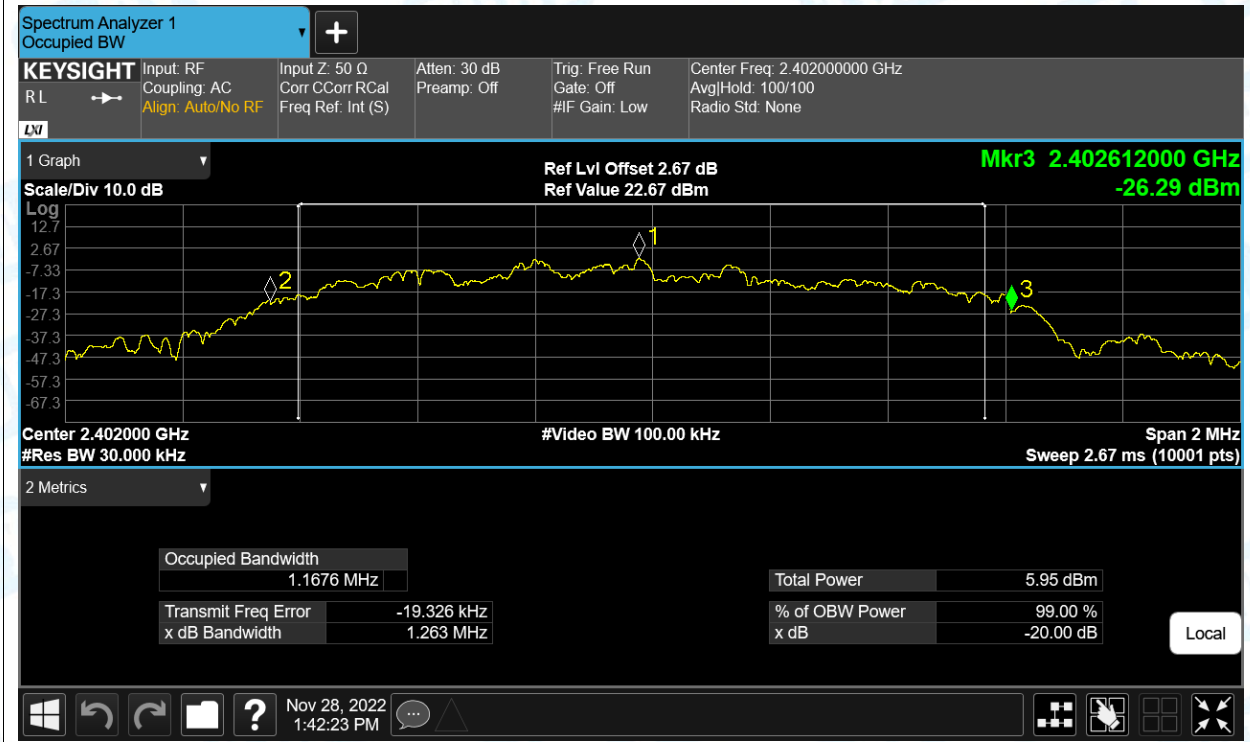 Spectrum Analyzer 1
Occupied BW
KEYSIGHT
R L
LXI
Input: RF
Coupling: AC
Align: Auto/No RF
Input Z: 50 Ω
Corr CCorr RCal
Freq Ref: Int (S)
Atten: 30 dB
Preamp: Off
Trig: Free Run
Gate: Off
#IF Gain: Low
Center Freq: 2.402000000 GHz
Avg|Hold: 100/100
Radio Std: None
1 Graph
Scale/Div 10.0 dB
Ref Lvl Offset 2.67 dB
Ref Value 22.67 dBm
Mkr3 2.402612000 GHz
-26.29 dBm
Log
12.7
2.67
-7.33
-17.3
-27.3
-37.3
-47.3
-57.3
-67.3
1
2
3
Center 2.402000 GHz
#Video BW 100.00 kHz
Span 2 MHz
#Res BW 30.000 kHz
Sweep 2.67 ms (10001 pts)
2 Metrics
Occupied Bandwidth
1.1676 MHz
Total Power 5.95 dBm
Transmit Freq Error -19.326 kHz
% of OBW Power 99.00 %
x dB Bandwidth 1.263 MHz
x dB -20.00 dB
Local
?
Nov 28, 2022
1:42:23 PM